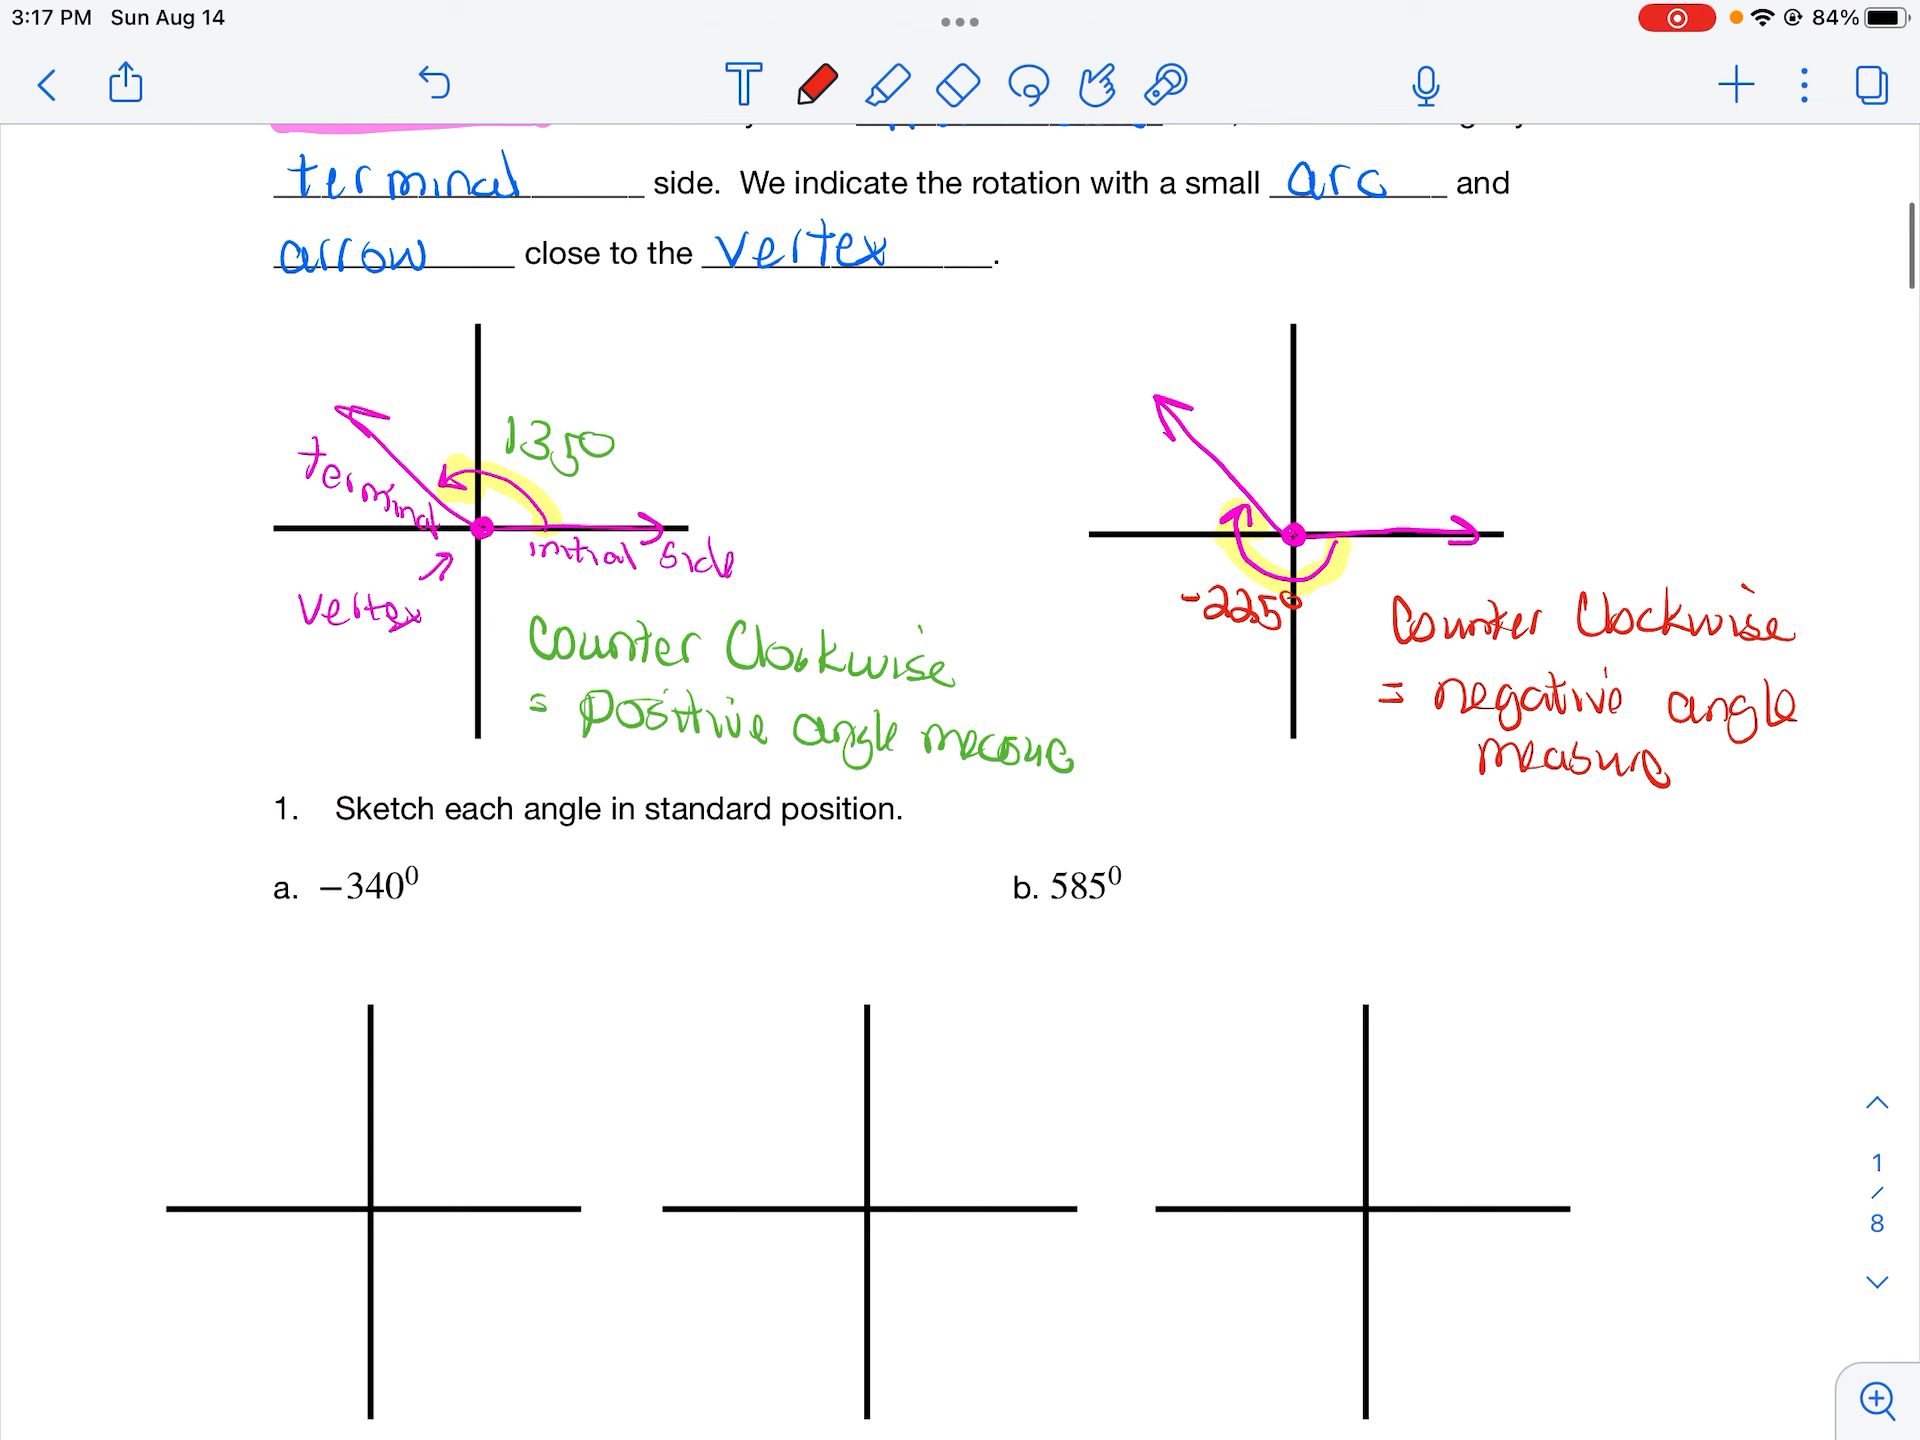 3:17 PM Sun Aug 14
84%
terminal side. We indicate the rotation with a small arc and
arrow close to the vertex.
135°
terminal
initial side
vertex
Counter Clockwise
= positive angle measure
-225°
Counter Clockwise
= negative angle
measure
1. Sketch each angle in standard position.
a. −340⁰
b. 585⁰
1
/
8